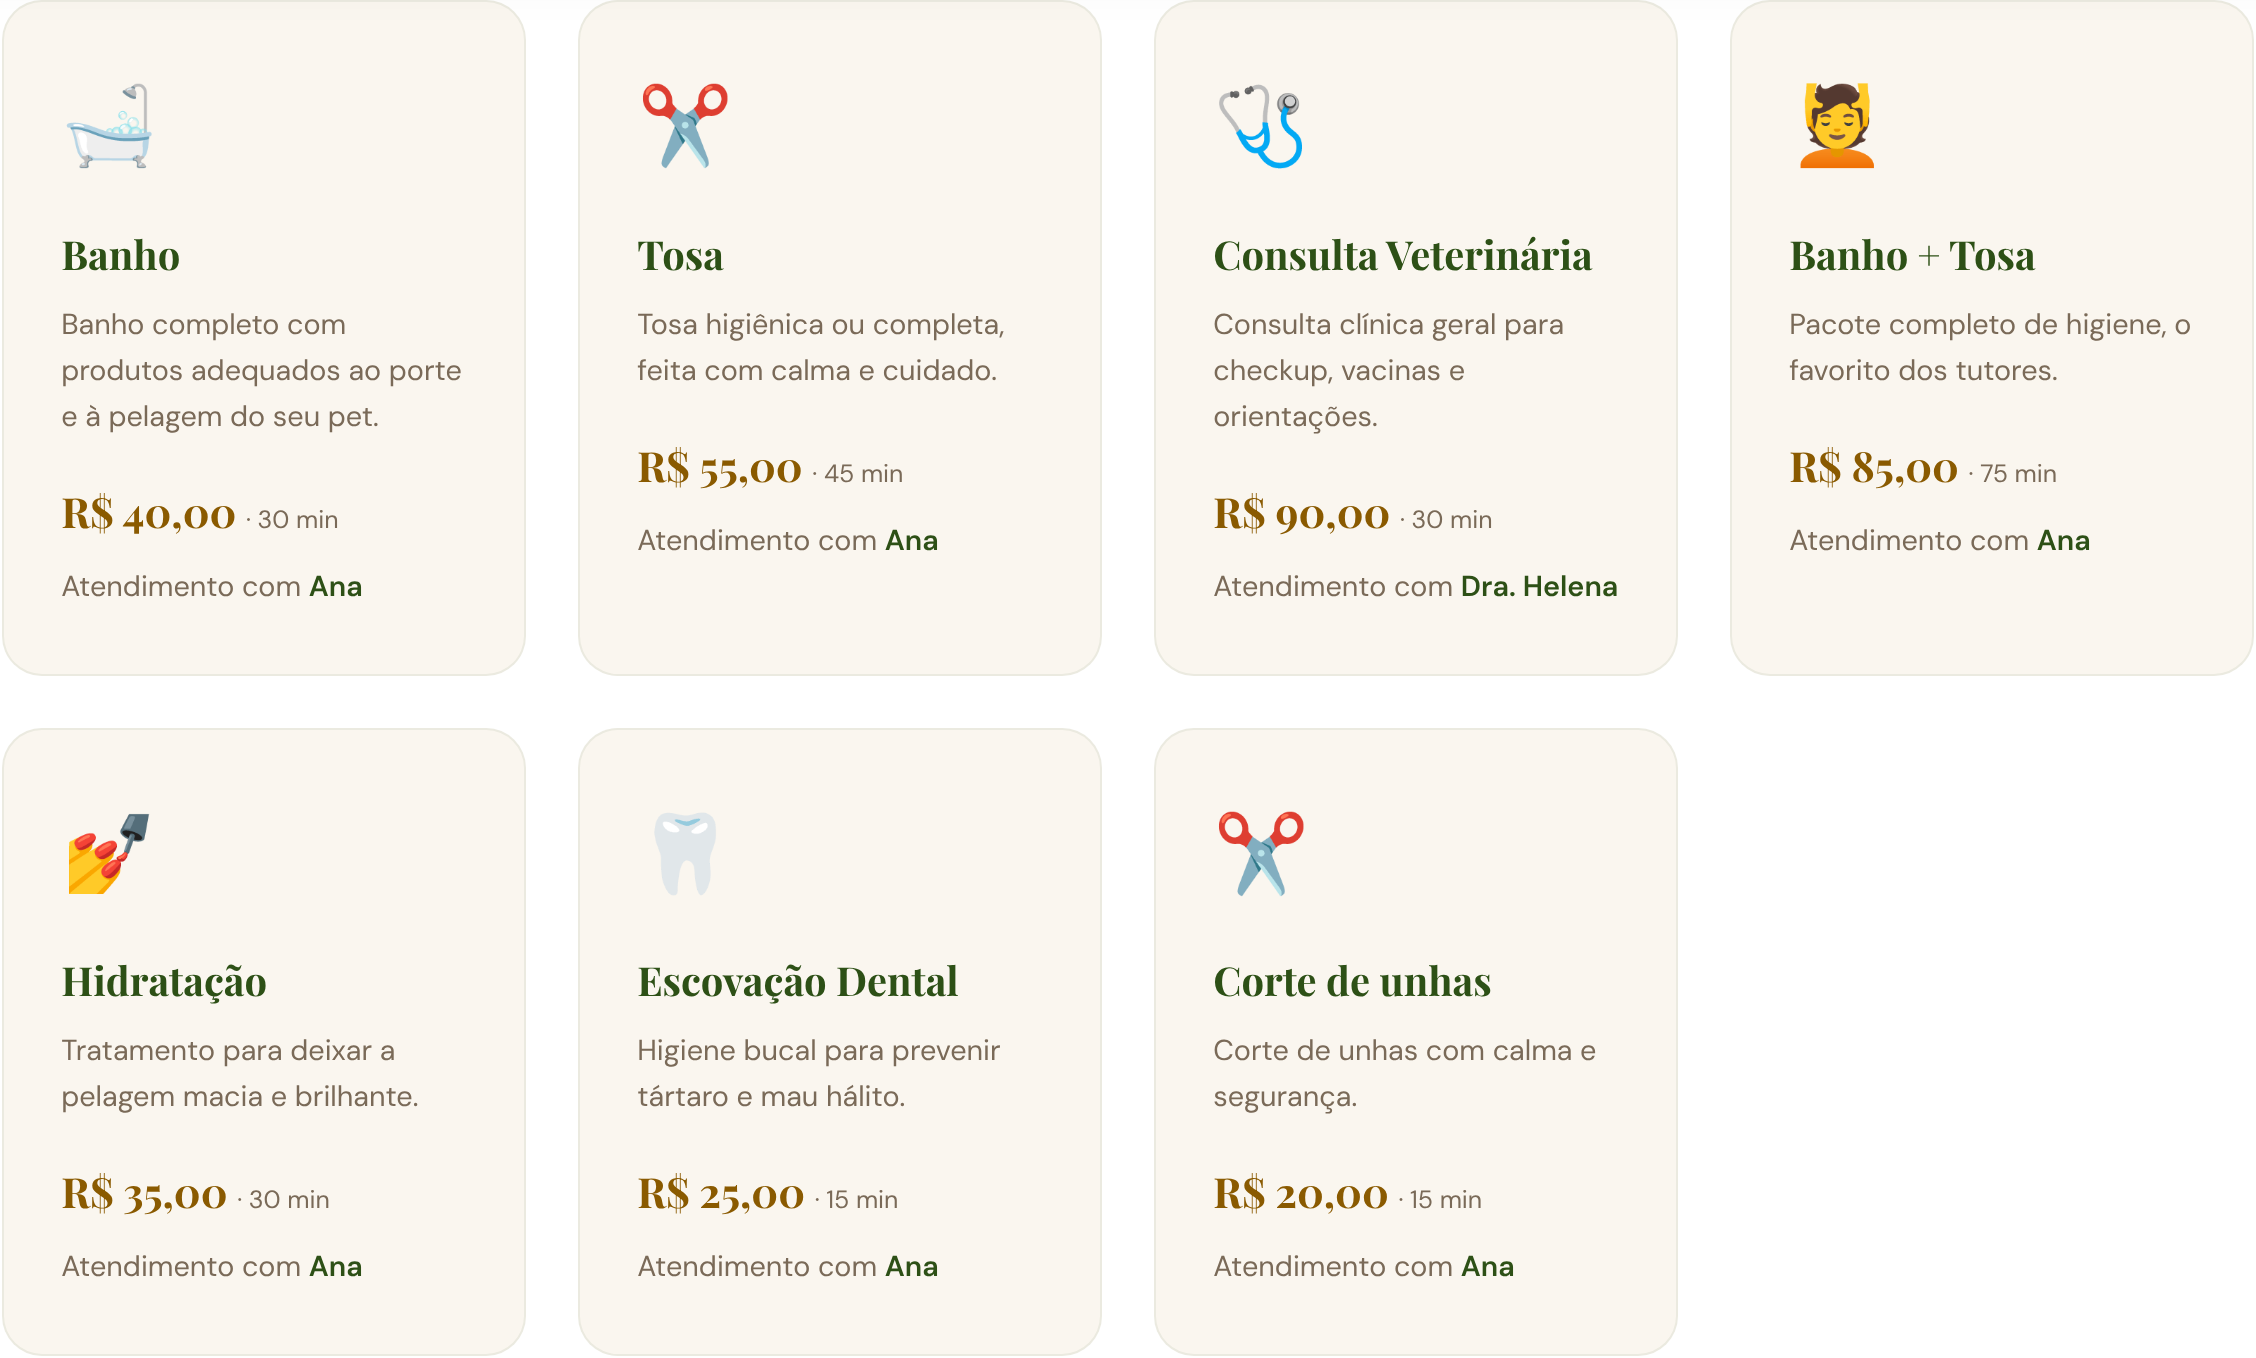 Banho
Banho completo com
produtos adequados ao porte
e à pelagem do seu pet.
R$ 40,00 · 30 min
Atendimento com Ana
Tosa
Tosa higiênica ou completa,
feita com calma e cuidado.
R$ 55,00 · 45 min
Atendimento com Ana
Consulta Veterinária
Consulta clínica geral para
checkup, vacinas e
orientações.
R$ 90,00 · 30 min
Atendimento com Dra. Helena
Banho + Tosa
Pacote completo de higiene, o
favorito dos tutores.
R$ 85,00 · 75 min
Atendimento com Ana
Hidratação
Tratamento para deixar a
pelagem macia e brilhante.
R$ 35,00 · 30 min
Atendimento com Ana
Escovação Dental
Higiene bucal para prevenir
tártaro e mau hálito.
R$ 25,00 · 15 min
Atendimento com Ana
Corte de unhas
Corte de unhas com calma e
segurança.
R$ 20,00 · 15 min
Atendimento com Ana